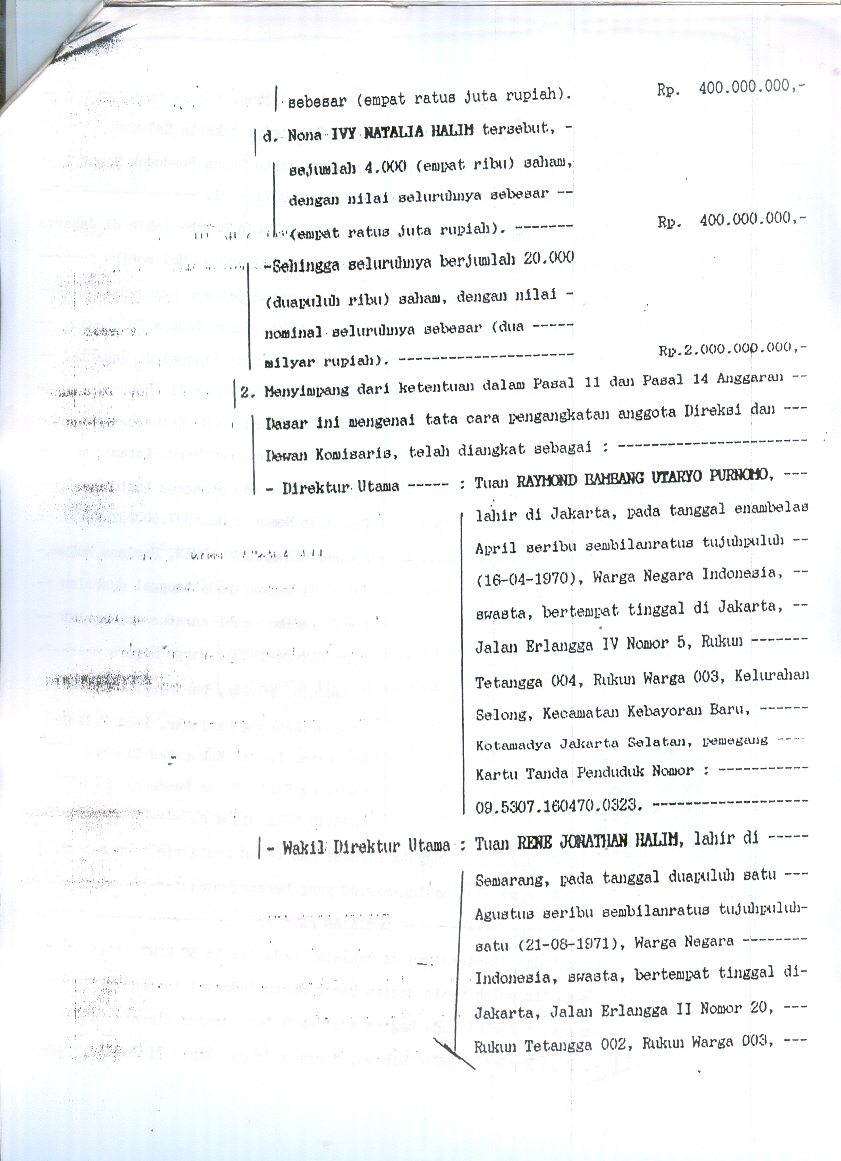 sebesar (empat ratus juta rupiah). Rp. 400.000.000,-
d. Nona IVY NATALIA HALIM tersebut, -
sejumlah 4.000 (empat ribu) saham,
dengan nilai seluruhnya sebesar --
(empat ratus juta rupiah). ------- Rp. 400.000.000,-
-Sehingga seluruhnya berjumlah 20.000
(duapuluh ribu) saham, dengan nilai -
nominal seluruhnya sebesar (dua -----
milyar rupiah). --------------------- Rp.2.000.000.000,-
2. Menyimpang dari ketentuan dalam Pasal 11 dan Pasal 14 Anggaran --
Dasar ini mengenai tata cara pengangkatan anggota Direksi dan ---
Dewan Komisaris, telah diangkat sebagai : -----------------------
- Direktur Utama ----- : Tuan RAYMOND BAMBANG UTARYO PURNOMO, ---
lahir di Jakarta, pada tanggal enambelas
April seribu sembilanratus tujuhpuluh --
(16-04-1970), Warga Negara Indonesia, --
swasta, bertempat tinggal di Jakarta, --
Jalan Erlangga IV Nomor 5, Rukun -------
Tetangga 004, Rukun Warga 003, Kelurahan
Selong, Kecamatan Kebayoran Baru, ------
Kotamadya Jakarta Selatan, pemegang ----
Kartu Tanda Penduduk Nomor : -----------
09.5307.160470.0323. -------------------
- Wakil Direktur Utama : Tuan RENE JONATHAN HALIM, lahir di -----
Semarang, pada tanggal duapuluh satu ---
Agustus seribu sembilanratus tujuhpuluh-
satu (21-08-1971), Warga Negara --------
Indonesia, swasta, bertempat tinggal di-
Jakarta, Jalan Erlangga II Nomor 20, ---
Rukun Tetangga 002, Rukun Warga 003, ---